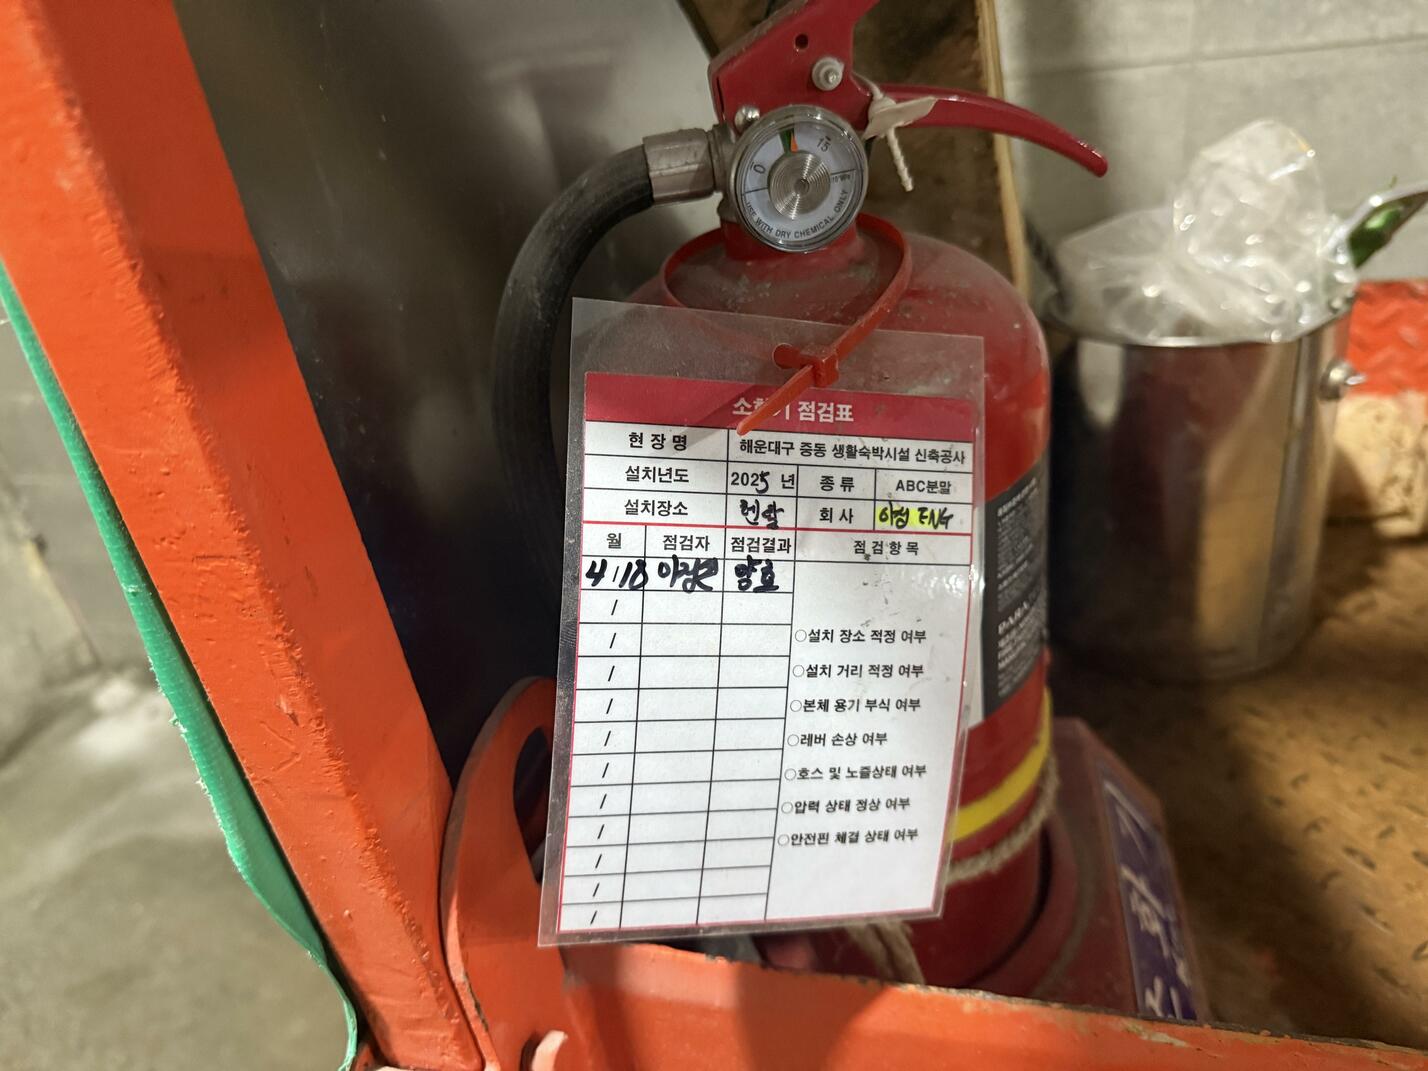 0 15
USE WITH DRY CHEMICAL ONLY
소화기 점검표
현장명 해운대구 중동 생활숙박시설 신축공사
설치년도 2025 년 종류 ABC분말
설치장소 렌탈 회사 ENG
월 점검자 점검결과 점검항목
4/18 양호
/
/
/
/
/
/
/
/
/
/
○설치 장소 적정 여부
○설치 거리 적정 여부
○본체 용기 부식 여부
○레버 손상 여부
○호스 및 노즐상태 여부
○압력 상태 정상 여부
○안전핀 체결 상태 여부